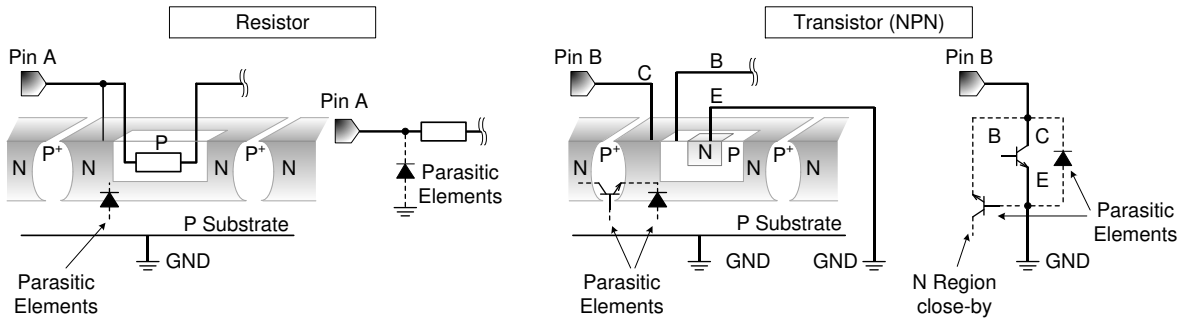 Resistor
Transistor (NPN)
Pin A
Pin B
C
B
E
Pin B
Pin A
N
P+
N
P
N
P+
N
Parasitic
Elements
P Substrate
GND
Parasitic
Elements
N
P+
N
N
P
N
P+
N
P Substrate
GND
GND
Parasitic
Elements
B
C
E
Parasitic
Elements
GND
N Region
close-by